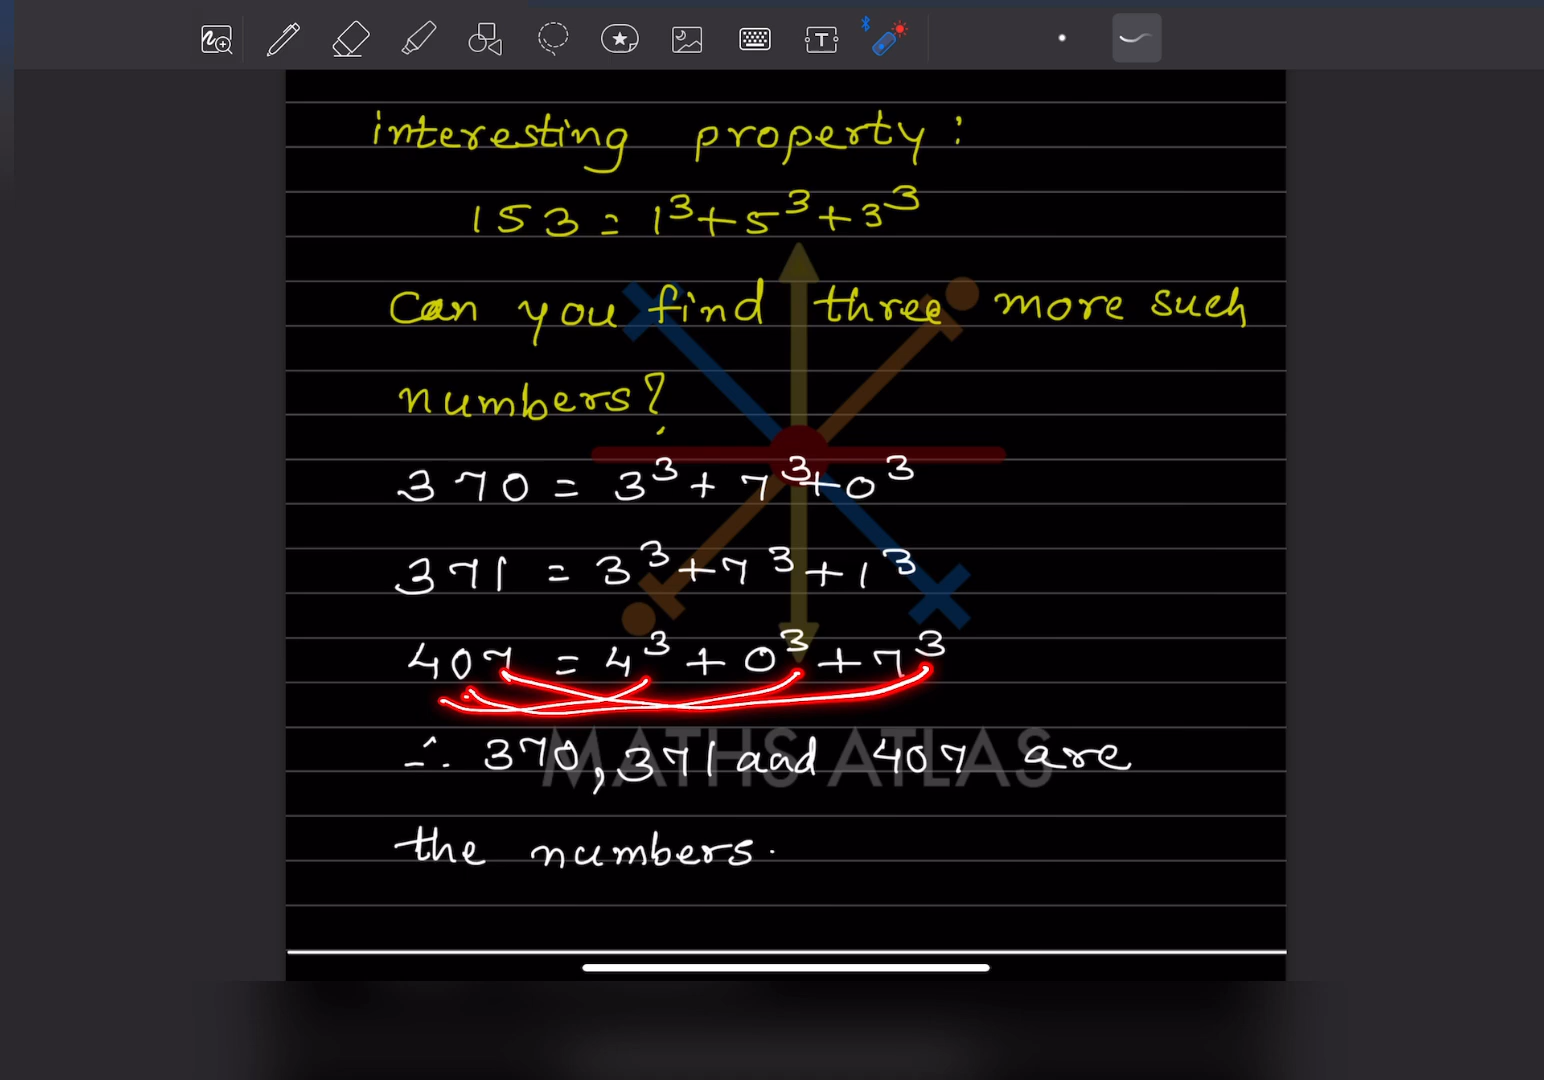 interesting property:
153 = 1³+5³+3³
Can you find three more such
numbers?
370 = 3³+7³+0³
371 = 3³+7³+1³
407 = 4³+0³+7³
MATHS ATLAS
∴ 370,371 and 407 are
the numbers.